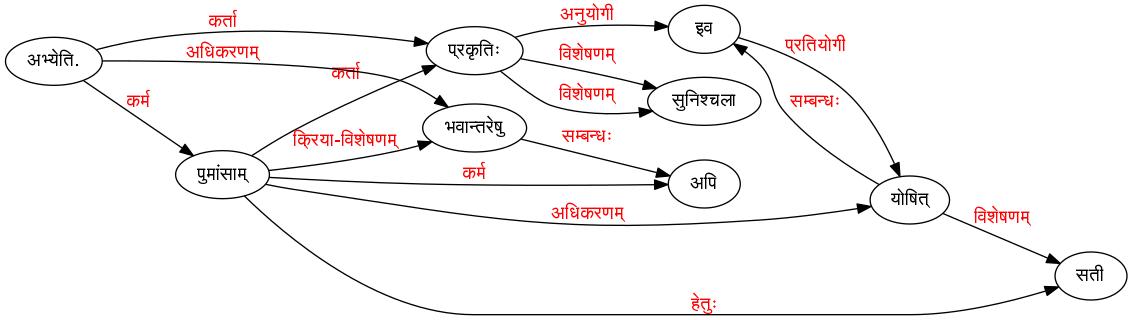 अभ्येति.
कर्ता
अधिकरणम्
कर्म
कर्ता
क्रिया-विशेषणम्
पुमांसाम्
प्रकृतिः
भवान्तरेषु
अनुयोगी
विशेषणम्
विशेषणम्
सम्बन्धः
कर्म
अधिकरणम्
हेतुः
इव
सुनिश्चला
अपि
प्रतियोगी
सम्बन्धः
योषित्
विशेषणम्
सती